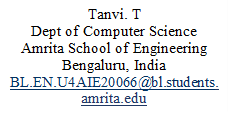 Tanvi. T
Dept of Computer Science
Amrita School of Engineering
Bengaluru, India
BL.EN.U4AIE20066@bl.students.
amrita.edu